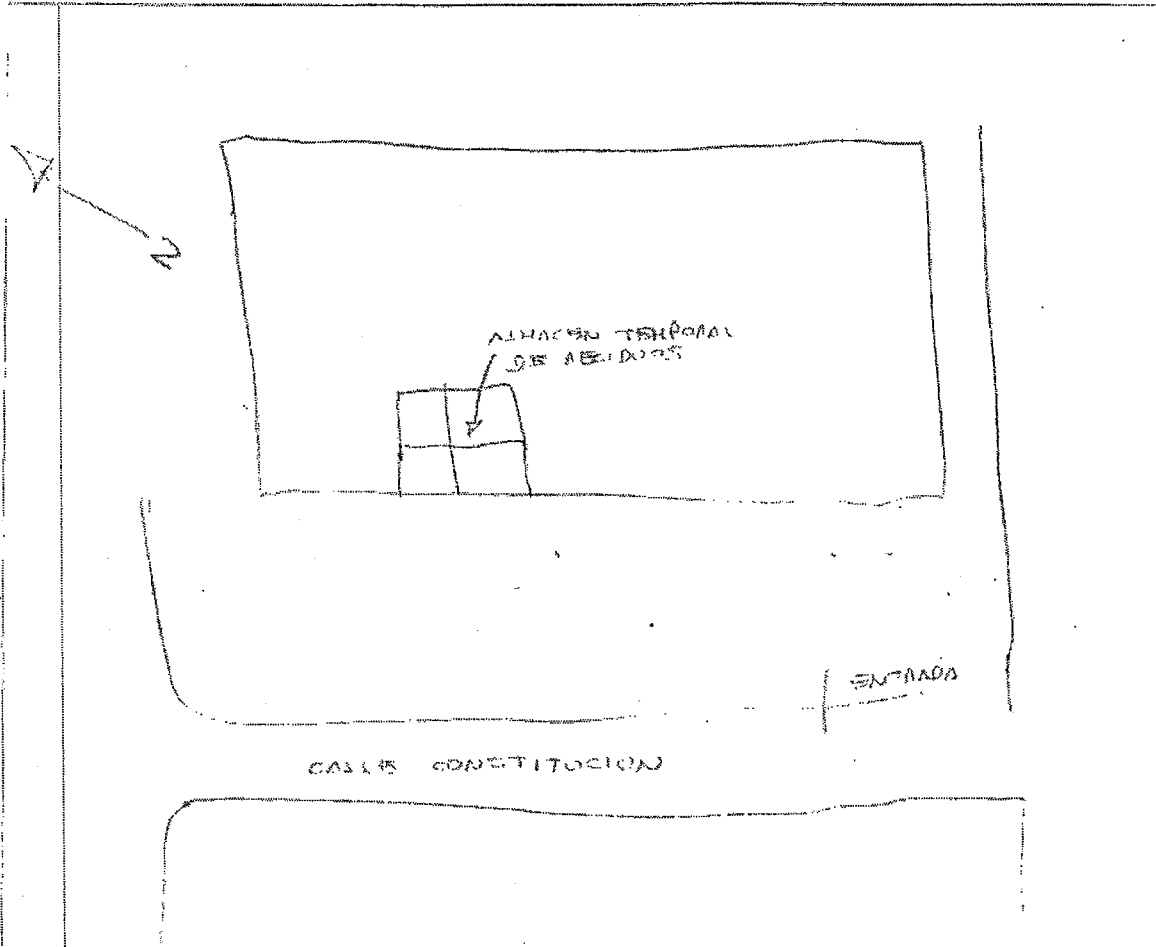 N
ALMACEN TEMPORAL
DE RESIDUOS
ENTRADA
CALLE CONSTITUCION